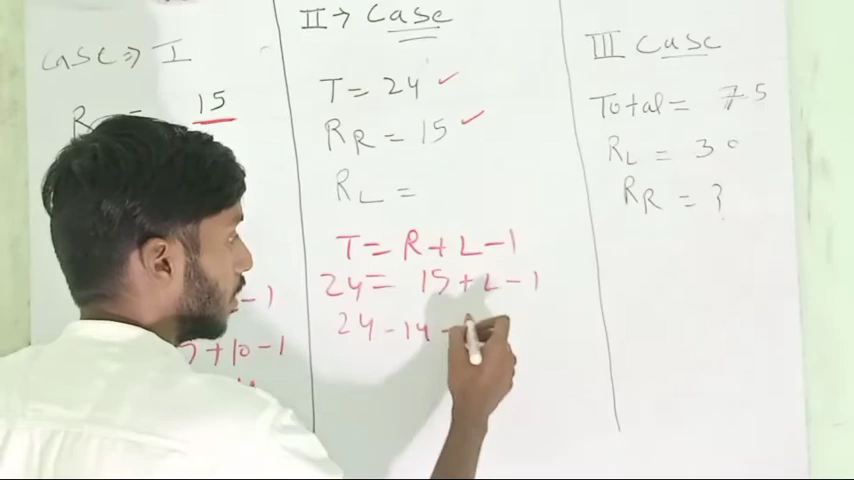 Case => I
R = 15
- 1
5 + 10 - 1
II → Case
T = 24 ✓
RR = 15 ✓
RL =
T = R + L - 1
24 = 15 + L - 1
24 - 14 -
III Case
Total = 75
RL = 30
RR = ?